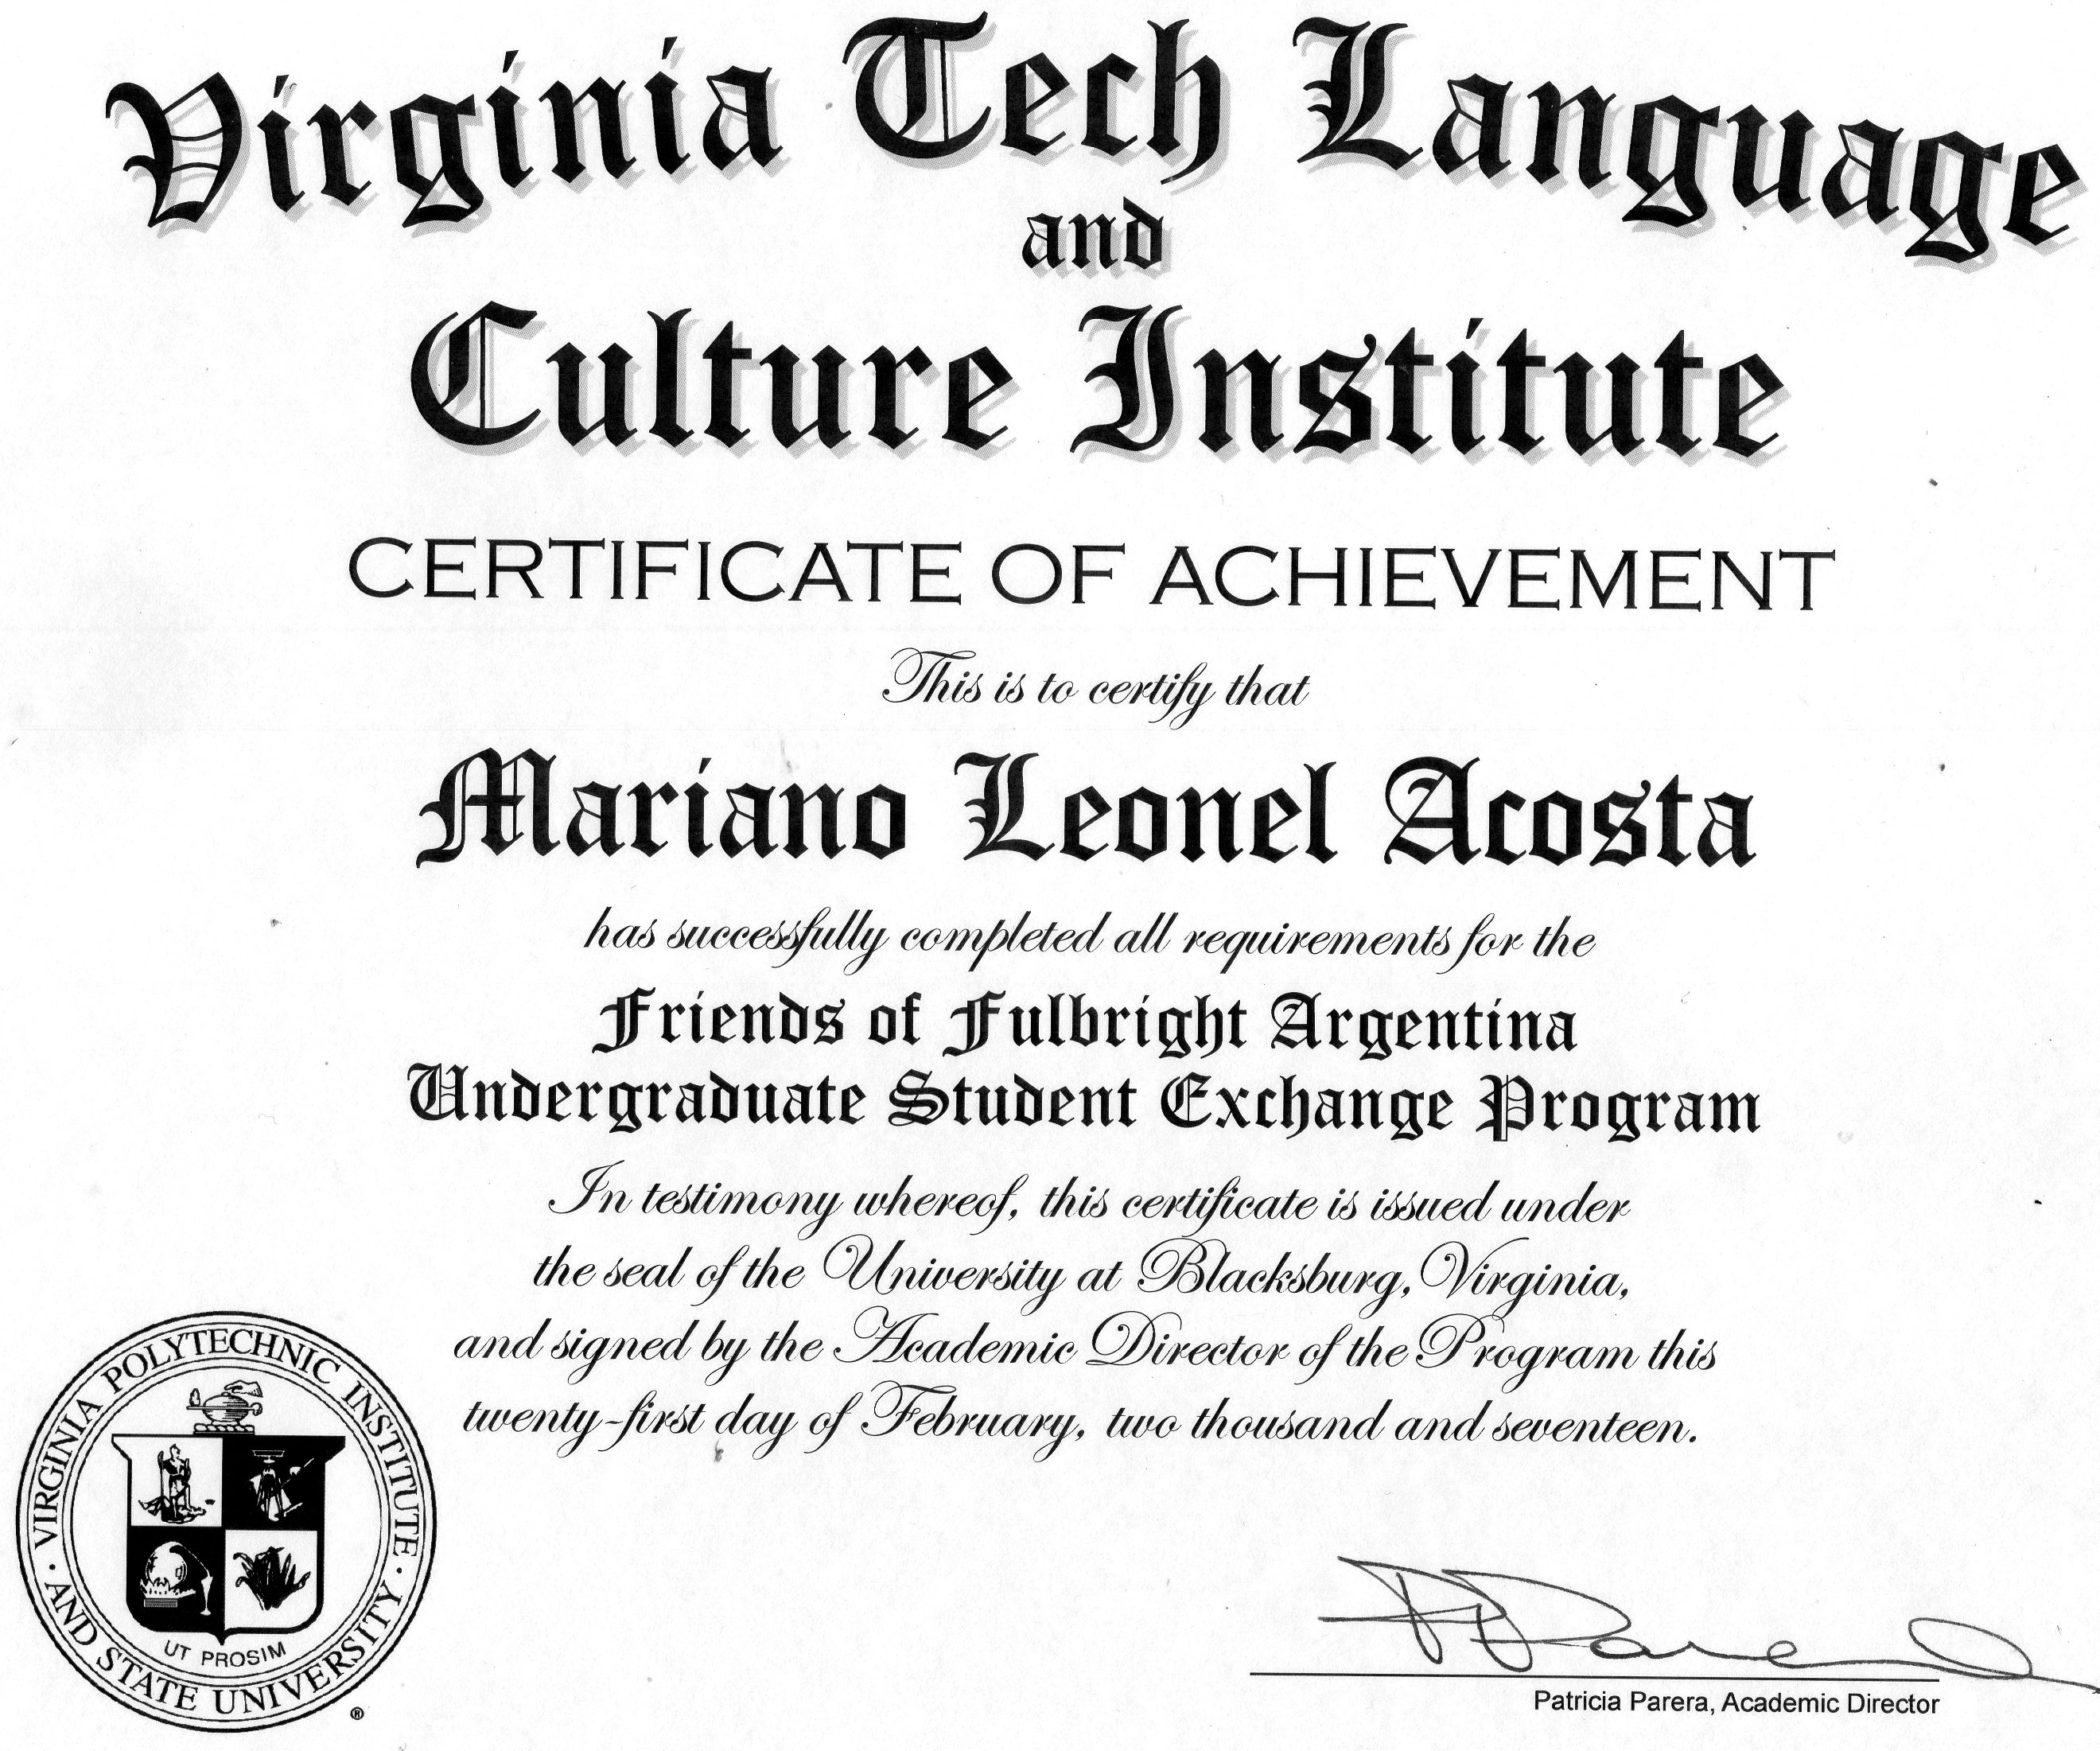 Virginia Tech Language
and
Culture Institute
CERTIFICATE OF ACHIEVEMENT
This is to certify that
Mariano Leonel Acosta
has successfully completed all requirements for the
Friends of Fulbright Argentina
Undergraduate Student Exchange Program
In testimony whereof, this certificate is issued under
the seal of the University at Blacksburg, Virginia,
and signed by the Academic Director of the Program this
twenty-first day of February, two thousand and seventeen.
VIRGINIA POLYTECHNIC INSTITUTE
AND STATE UNIVERSITY
UT PROSIM
®
P Parera
Patricia Parera, Academic Director